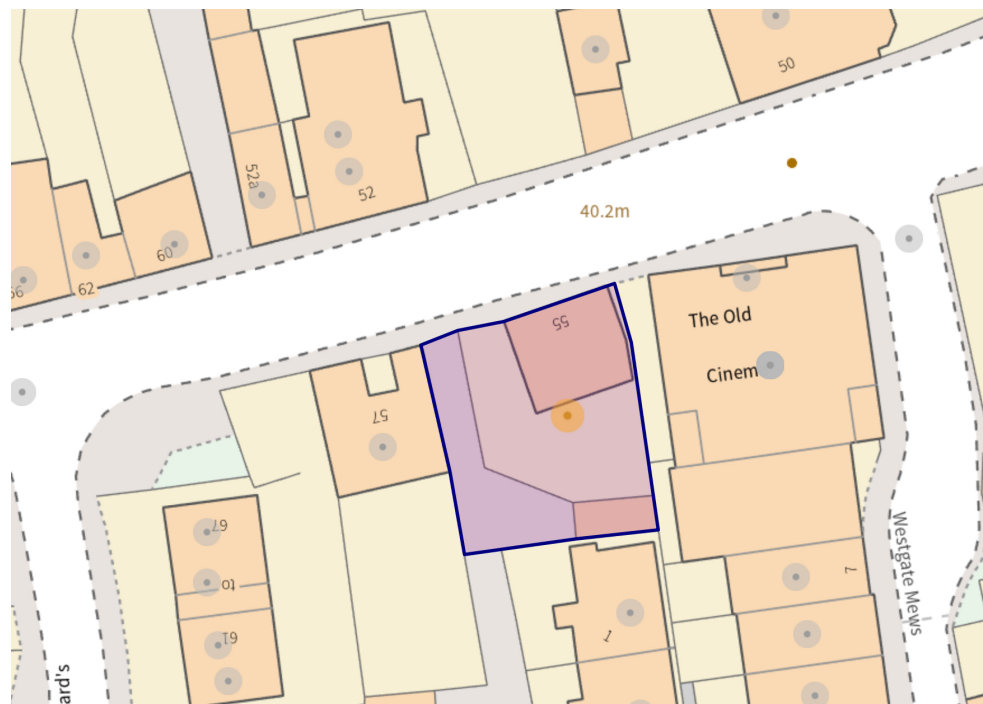 50
52a
52
40.2m
60
62
55
The Old
Cinem
57
67
to
61
Westgate Mews
7
1
ard's